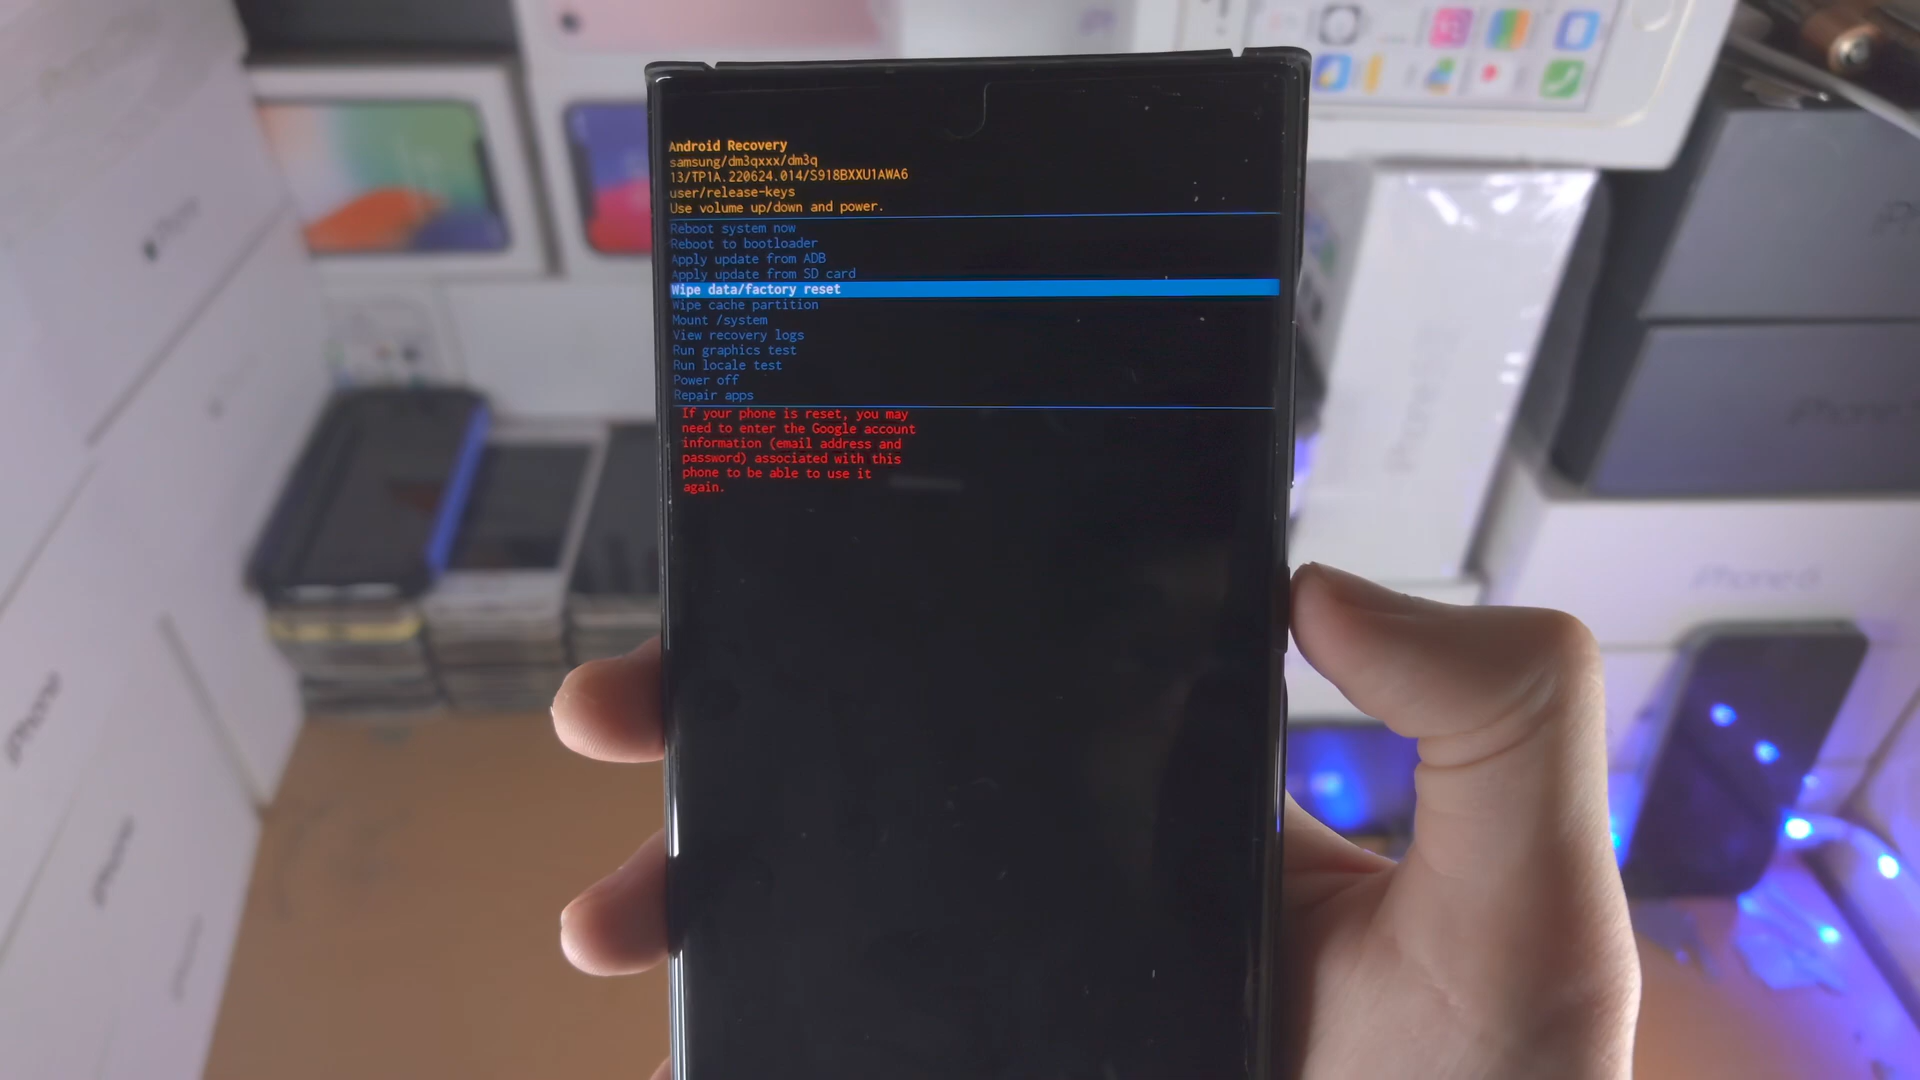 Android Recovery
samsung/dm3qxxx/dm3q
13/TP1A.220624.014/S918BXXU1AWA6
user/release-keys
Use volume up/down and power.
Reboot system now
Reboot to bootloader
Apply update from ADB
Apply update from SD card
Wipe data/factory reset
Wipe cache partition
Mount /system
View recovery logs
Run graphics test
Run locale test
Power off
Repair apps
If your phone is reset, you may
need to enter the Google account
information (email address and
password) associated with this
phone to be able to use it
again.
iPhone
iPhone
iPhone